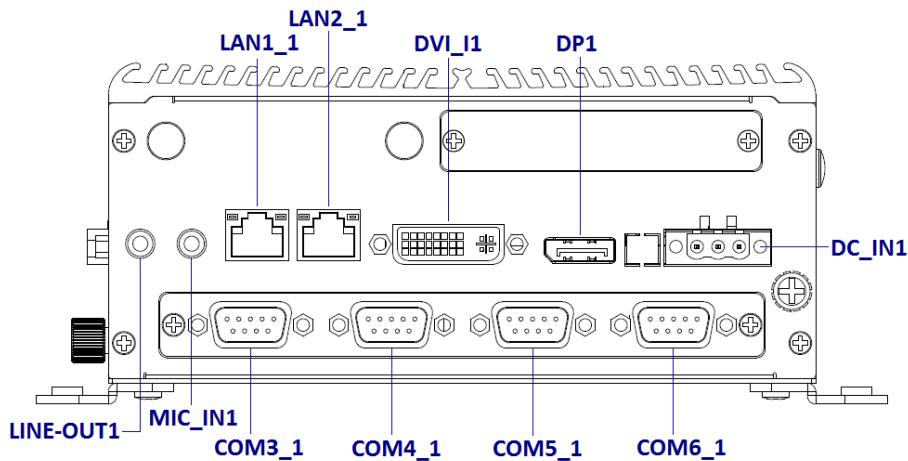 LAN2_1
LAN1_1
DVI_I1
DP1
DC_IN1
LINE-OUT1
MIC_IN1
COM3_1
COM4_1
COM5_1
COM6_1